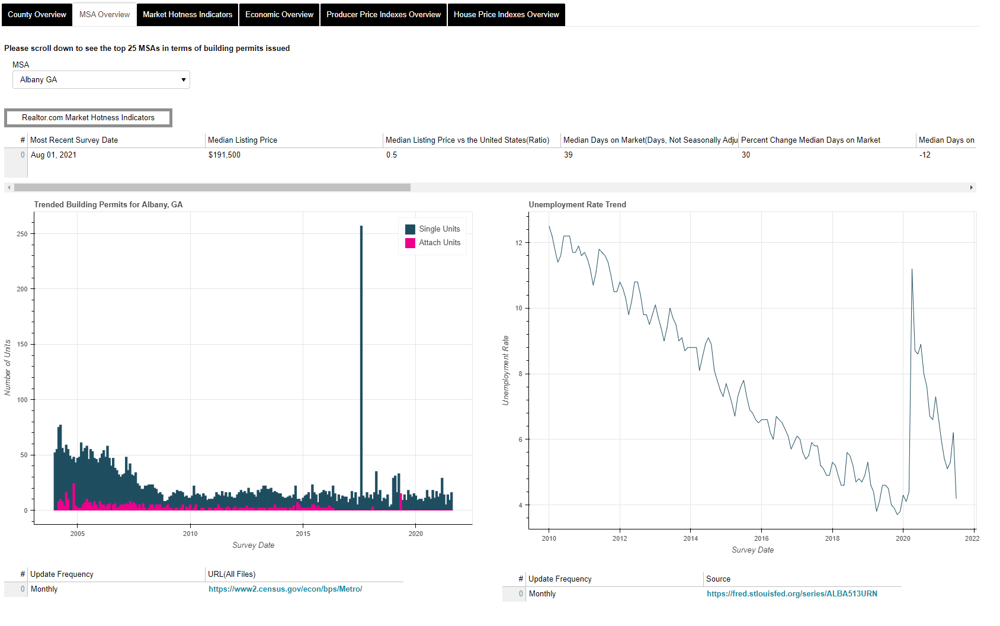 County Overview MSA Overview Market Hotness Indicators Economic Overview Producer Price Indexes Overview House Price Indexes Overview
Please scroll down to see the top 25 MSAs in terms of building permits issued
MSA
Albany GA
Realtor.com Market Hotness Indicators
# Most Recent Survey Date Median Listing Price Median Listing Price vs the United States(Ratio) Median Days on Market(Days, Not Seasonally Adju Percent Change Median Days on Market Median Days on
0 Aug 01, 2021 $191,500 0.5 39 30 -12
Trended Building Permits for Albany, GA
Single Units
Attach Units
250
200
150
100
50
0
Number of Units
2005 2010 2015 2020
Survey Date
Unemployment Rate Trend
12
10
8
6
4
Unemployment Rate
2010 2012 2014 2016 2018 2020 2022
Survey Date
# Update Frequency URL(All Files)
0 Monthly https://www2.census.gov/econ/bps/Metro/
# Update Frequency Source
0 Monthly https://fred.stlouisfed.org/series/ALBA513URN